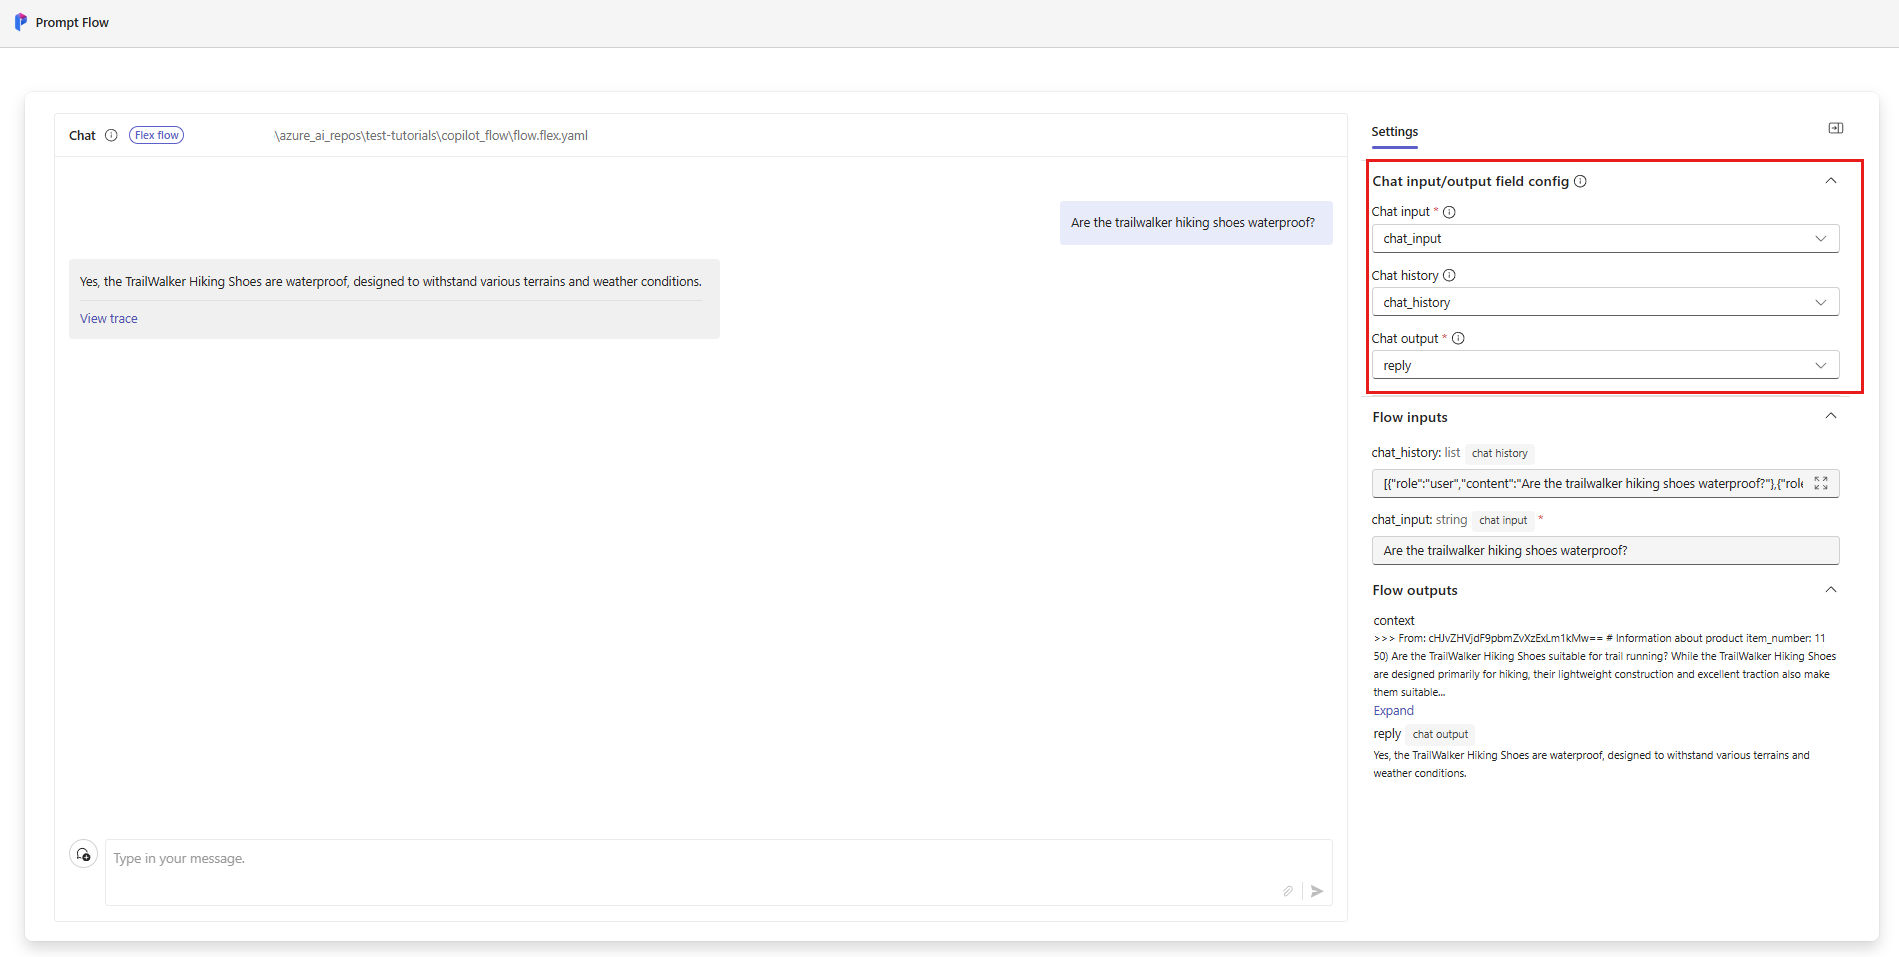 Prompt Flow
Chat Flex flow \azure_ai_repos\test-tutorials\copilot_flow\flow.flex.yaml
Are the trailwalker hiking shoes waterproof?
Yes, the TrailWalker Hiking Shoes are waterproof, designed to withstand various terrains and weather conditions.
View trace
Type in your message.
Settings
Chat input/output field config
Chat input *
chat_input
Chat history
chat_history
Chat output *
reply
Flow inputs
chat_history: list chat history
[{"role":"user","content":"Are the trailwalker hiking shoes waterproof?"},{"role
chat_input: string chat input *
Are the trailwalker hiking shoes waterproof?
Flow outputs
context
>>> From: cHJvZHVjdF9pbmZvXzExLm1kMw== # Information about product item_number: 11
50) Are the TrailWalker Hiking Shoes suitable for trail running? While the TrailWalker Hiking Shoes
are designed primarily for hiking, their lightweight construction and excellent traction also make
them suitable...
Expand
reply chat output
Yes, the TrailWalker Hiking Shoes are waterproof, designed to withstand various terrains and
weather conditions.